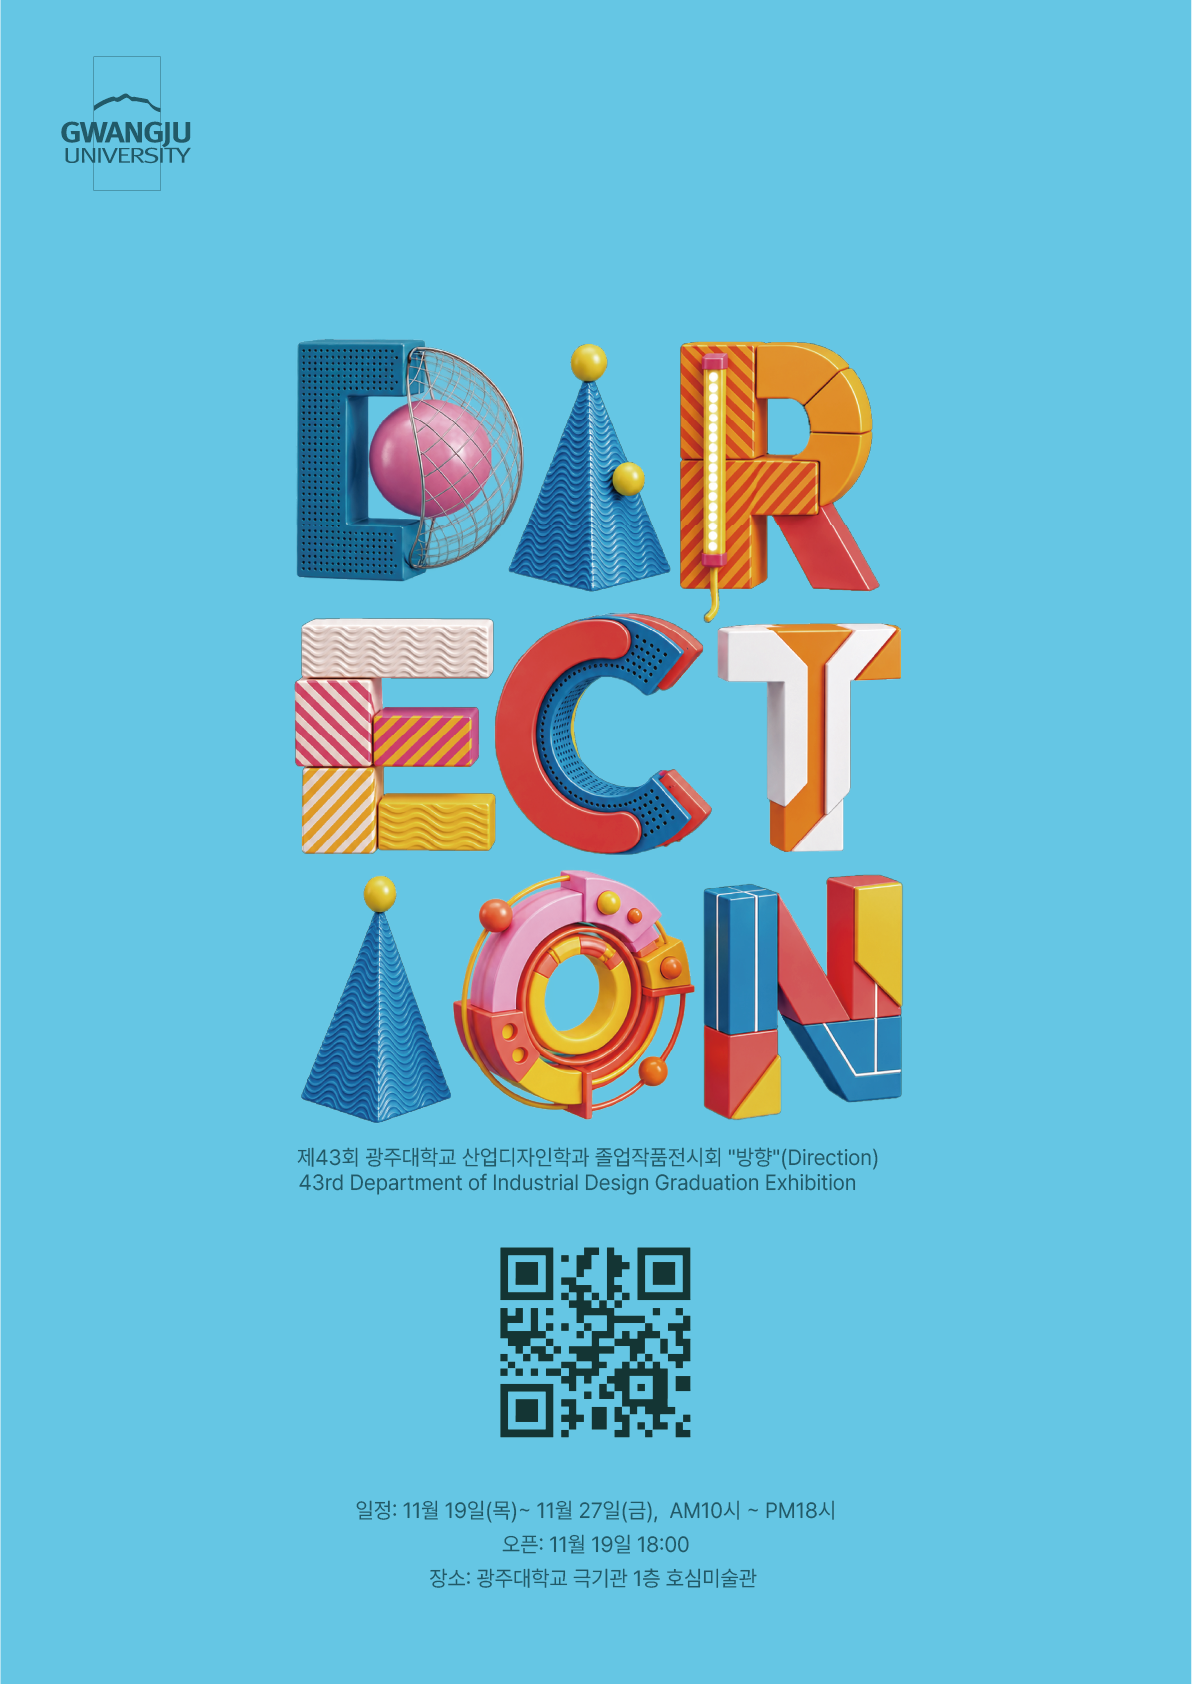 GWANGJU
UNIVERSITY
DIR
ECT
ION
제43회 광주대학교 산업디자인학과 졸업작품전시회 "방향"(Direction)
43rd Department of Industrial Design Graduation Exhibition
일정: 11월 19일(목)~ 11월 27일(금), AM10시 ~ PM18시
오픈: 11월 19일 18:00
장소: 광주대학교 극기관 1층 호심미술관